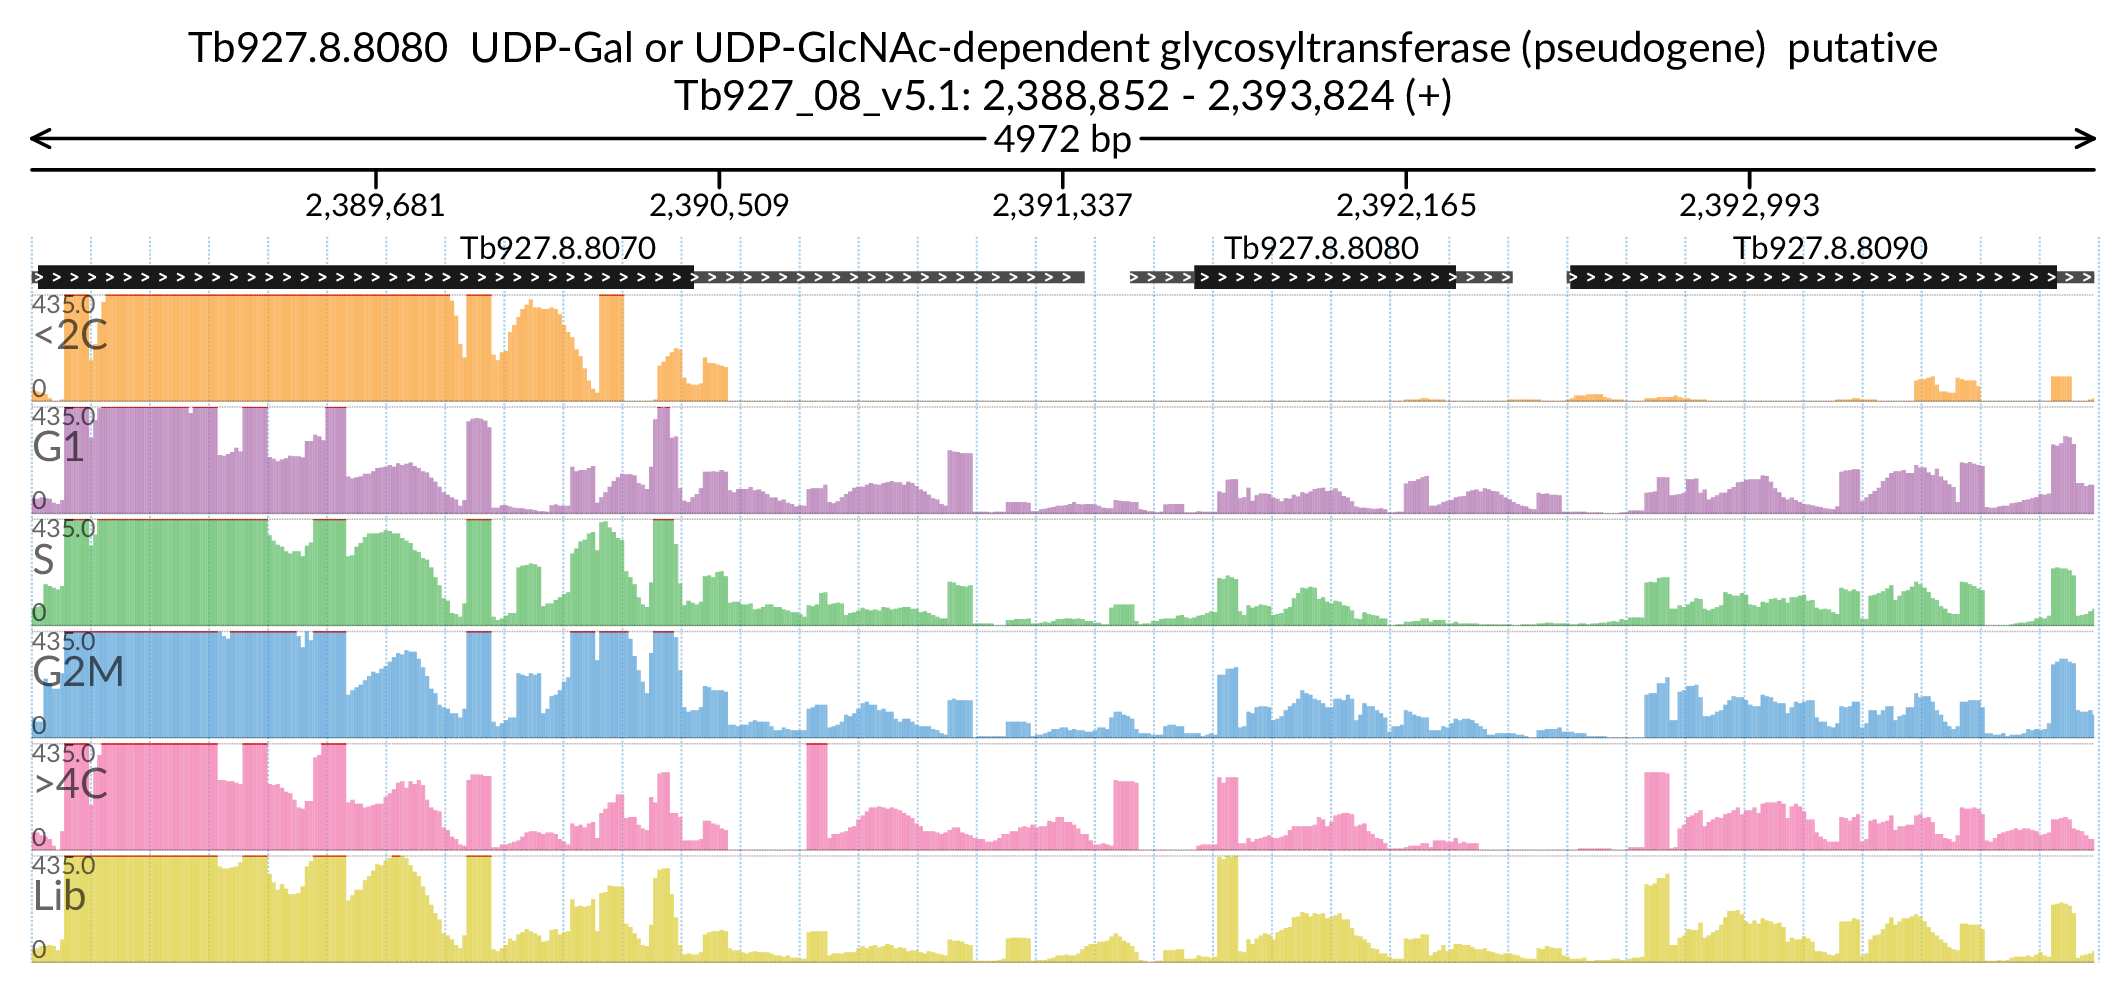 Tb927.8.8080  UDP-Gal or UDP-GlcNAc-dependent glycosyltransferase (pseudogene)  putative
Tb927_08_v5.1: 2,388,852 - 2,393,824 (+)
4972 bp
2,389,681 2,390,509 2,391,337 2,392,165 2,392,993
Tb927.8.8070 Tb927.8.8080 Tb927.8.8090
435.0
<2C
0
435.0
G1
0
435.0
S
0
435.0
G2M
0
435.0
>4C
0
435.0
Lib
0